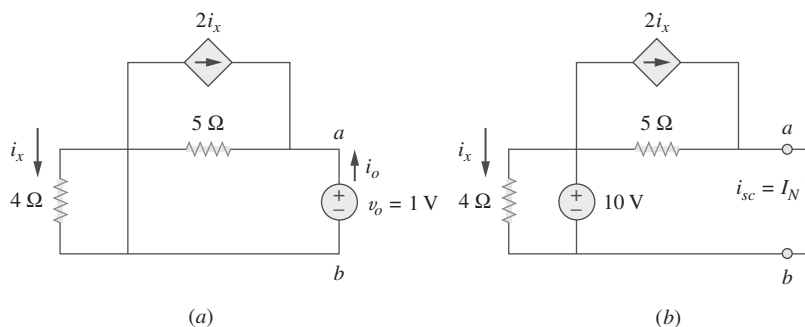 2i_x
5 Ω
a
i_x
4 Ω
+
−
i_o
v_o = 1 V
b
(a)
2i_x
5 Ω
a
i_x
4 Ω
+
−
10 V
i_sc = I_N
b
(b)